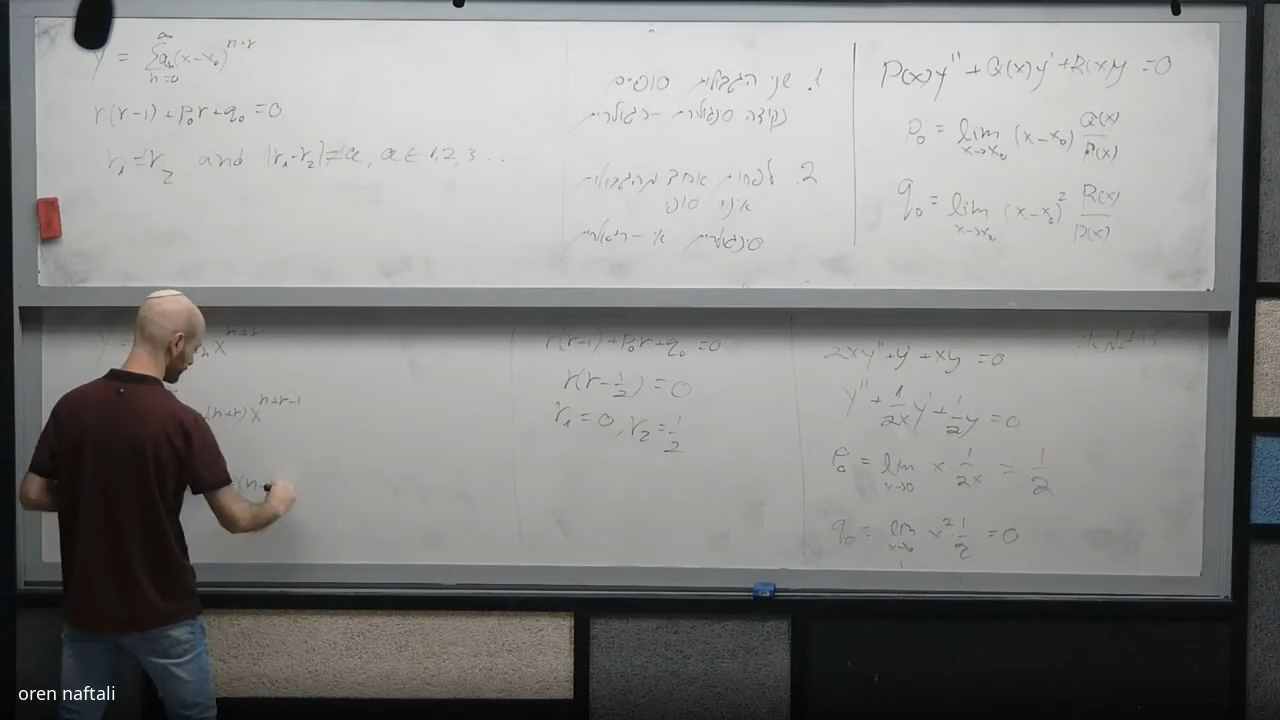 P(x)y'' + Q(x)y' + R(x)y = 0
p₀ = lim x→x₀ (x-x₀) Q(x)/P(x)
q₀ = lim x→x₀ (x-x₀)² R(x)/P(x)
1. שני הגבולות סופיים
נקודה סינגולרית - רגולרית
2. לפחות אחד מהגבולות
אינו סופי
סינגולרית אי-רגולרית
y = ∑ n=0 ∞ aₙ(x-x₀)ⁿ⁺ʳ
r(r-1) + p₀r + q₀ = 0
r₁ ≠ r₂ and |r₁-r₂| ≠ a, a ∈ 1,2,3...
2xy'' + y' + xy = 0
y'' + 1/2x y' + 1/2 y = 0
p₀ = lim x→0 x · 1/2x = 1/2
q₀ = lim x→0 x² · 1/2 = 0
r(r-1) + p₀r + q₀ = 0
r(r - 1/2) = 0
r₁ = 0, r₂ = 1/2
xⁿ⁺ʳ
(n+r)xⁿ⁺ʳ⁻¹
oren naftali